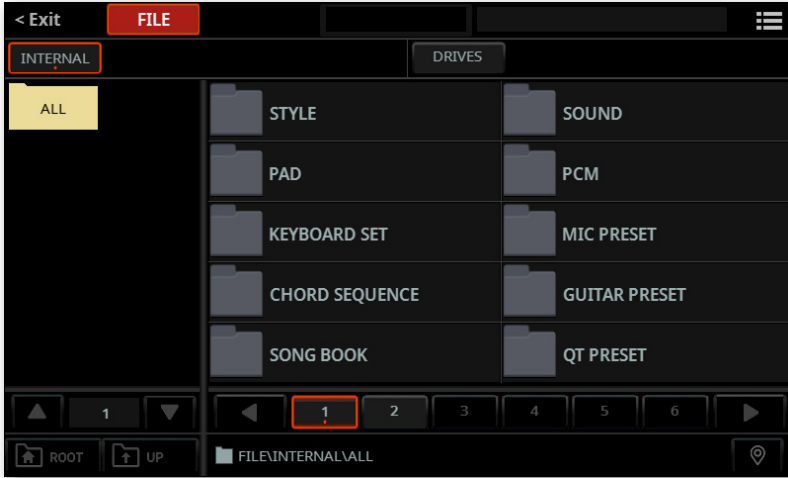 < Exit FILE
INTERNAL DRIVES
ALL
STYLE SOUND
PAD PCM
KEYBOARD SET MIC PRESET
CHORD SEQUENCE GUITAR PRESET
SONG BOOK QT PRESET
1 1 2 3 4 5 6
ROOT UP FILE\INTERNAL\ALL